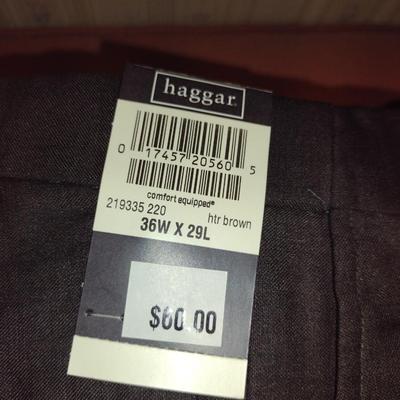 haggar.
0 17457 20560 5
comfort equipped®
219335 220 htr brown
36W X 29L
$60.00